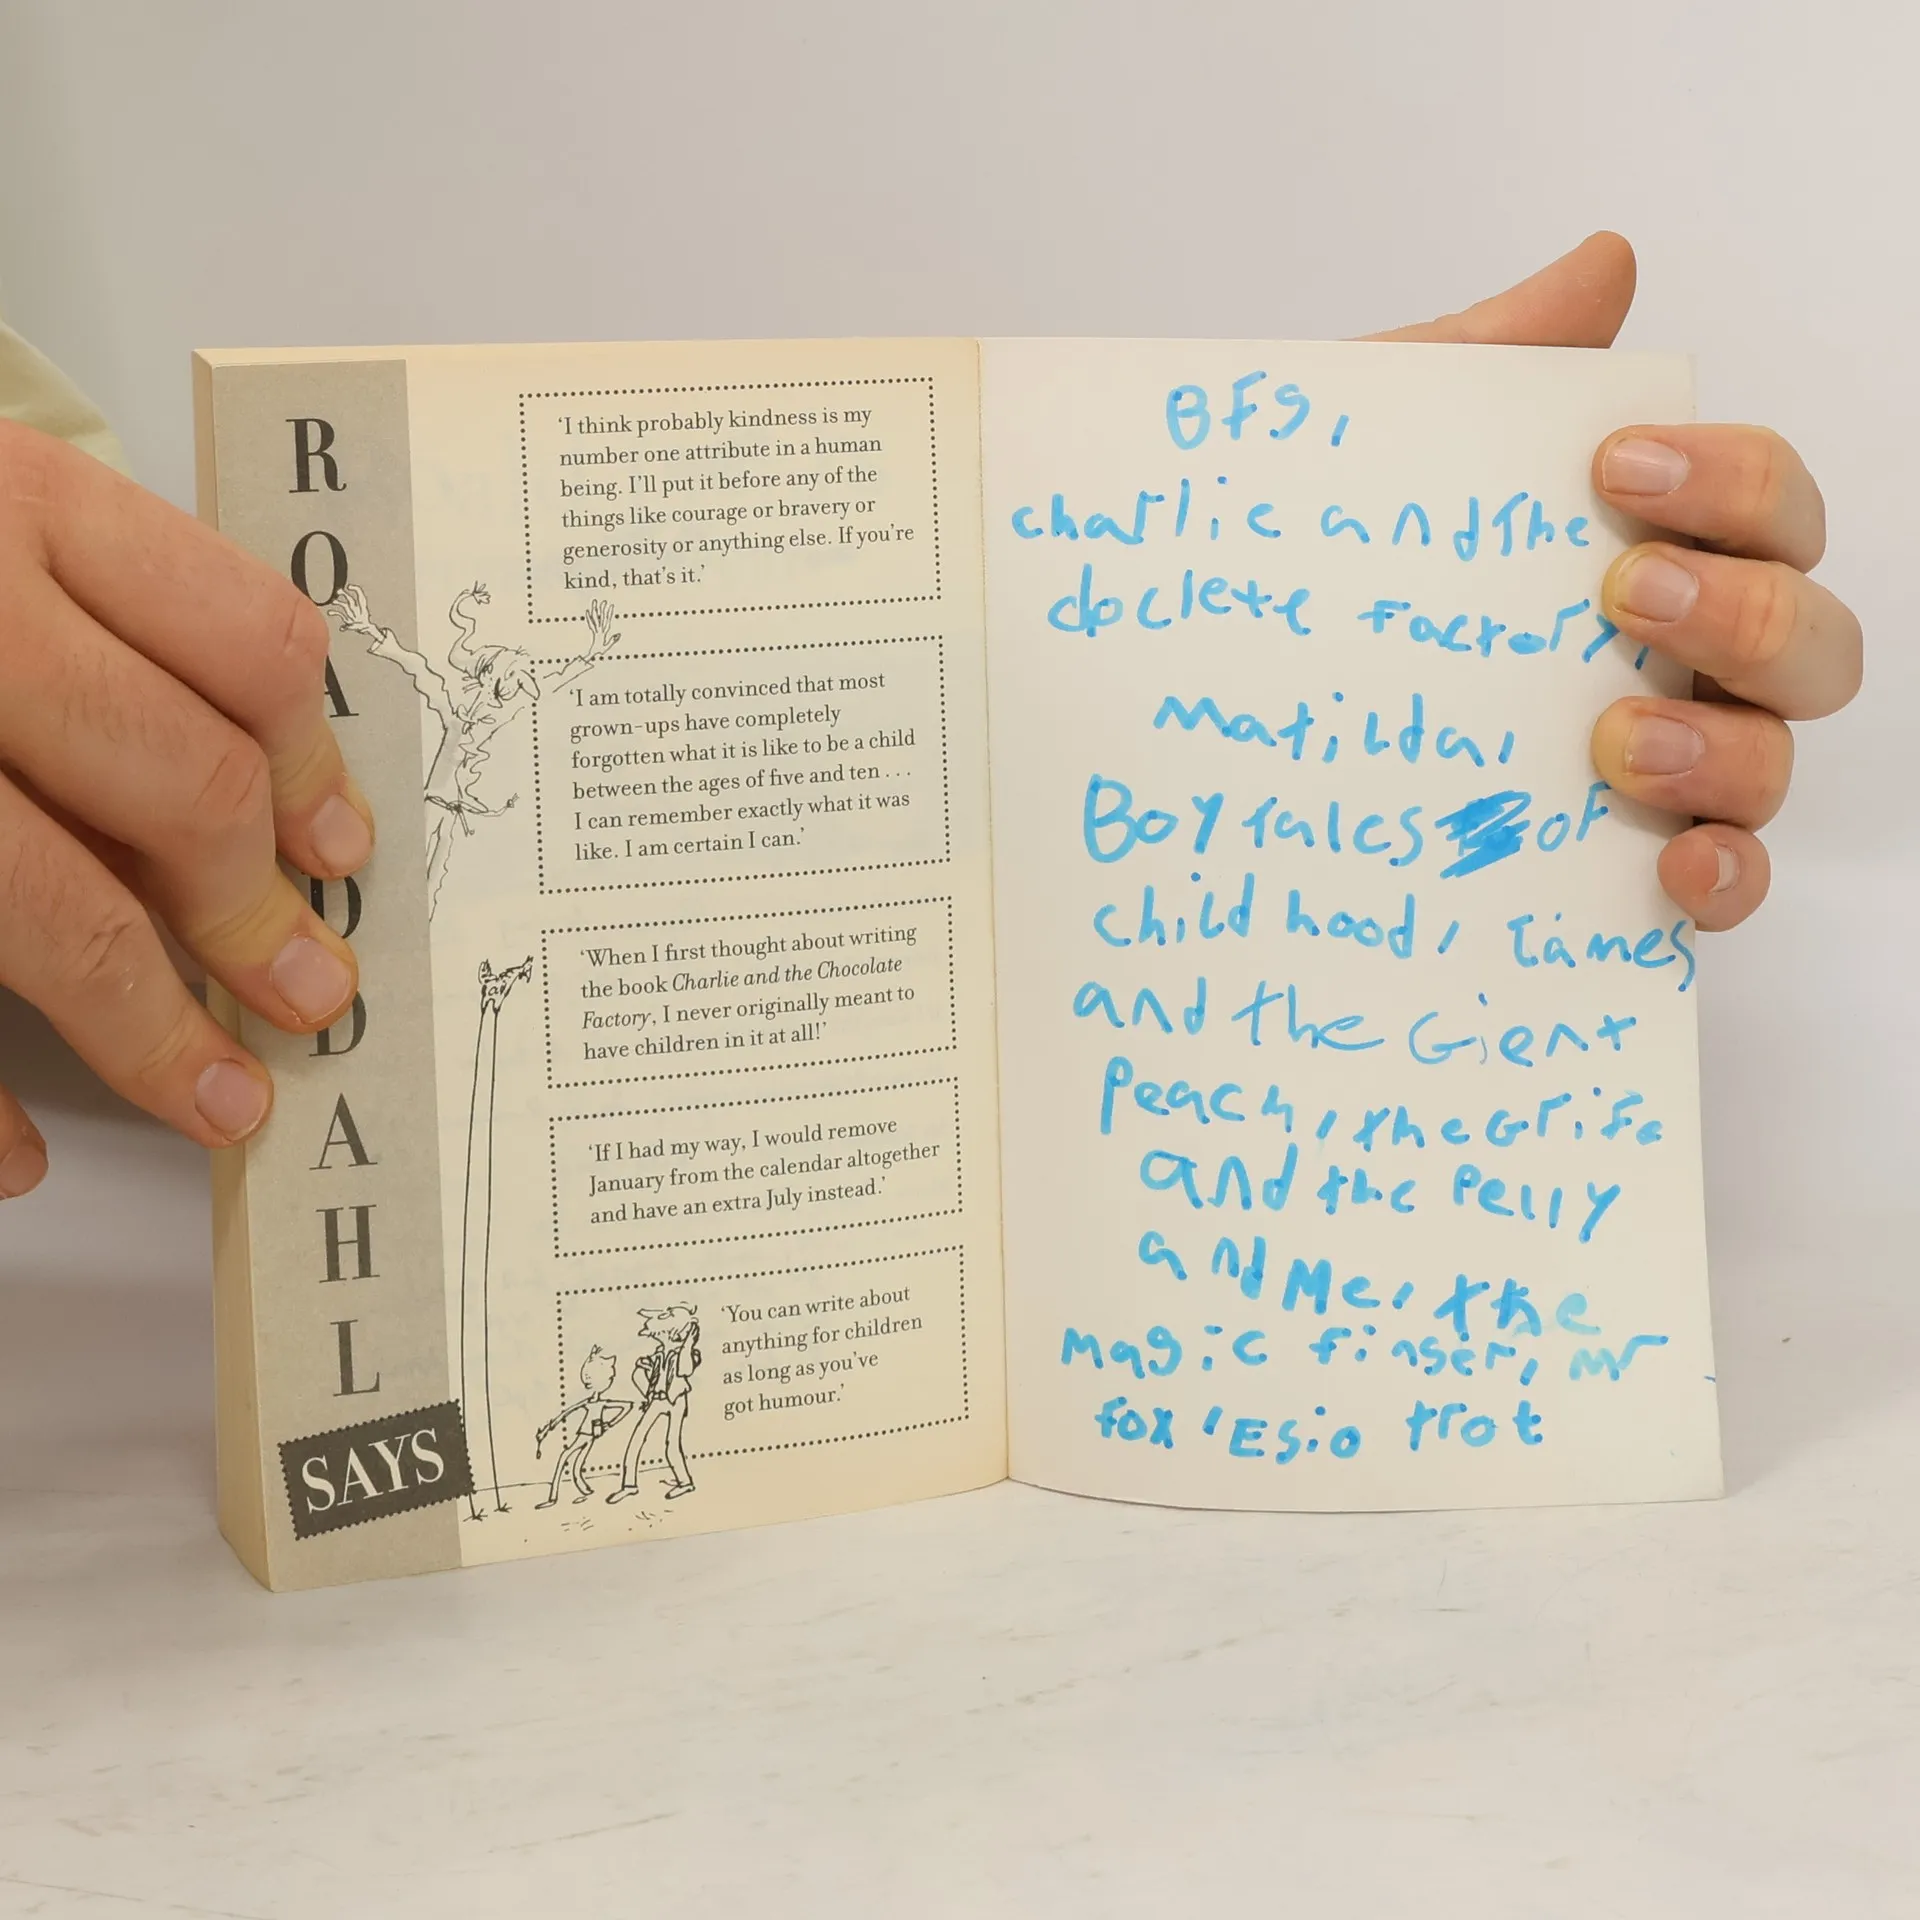 ROALD DAHL
SAYS
‘I think probably kindness is my
number one attribute in a human
being. I’ll put it before any of the
things like courage or bravery or
generosity or anything else. If you’re
kind, that’s it.’
‘I am totally convinced that most
grown-ups have completely
forgotten what it is like to be a child
between the ages of five and ten . . .
I can remember exactly what it was
like. I am certain I can.’
‘When I first thought about writing
the book Charlie and the Chocolate
Factory, I never originally meant to
have children in it at all!’
‘If I had my way, I would remove
January from the calendar altogether
and have an extra July instead.’
‘You can write about
anything for children
as long as you’ve
got humour.’
BFG,
charlie and the
doclete factory,
Matilda,
Boy tales of
child hood, James
and the Gient
Peach, the Grife
and the Pelly
and Me, the
magic finger, mr
fox, Esio trot